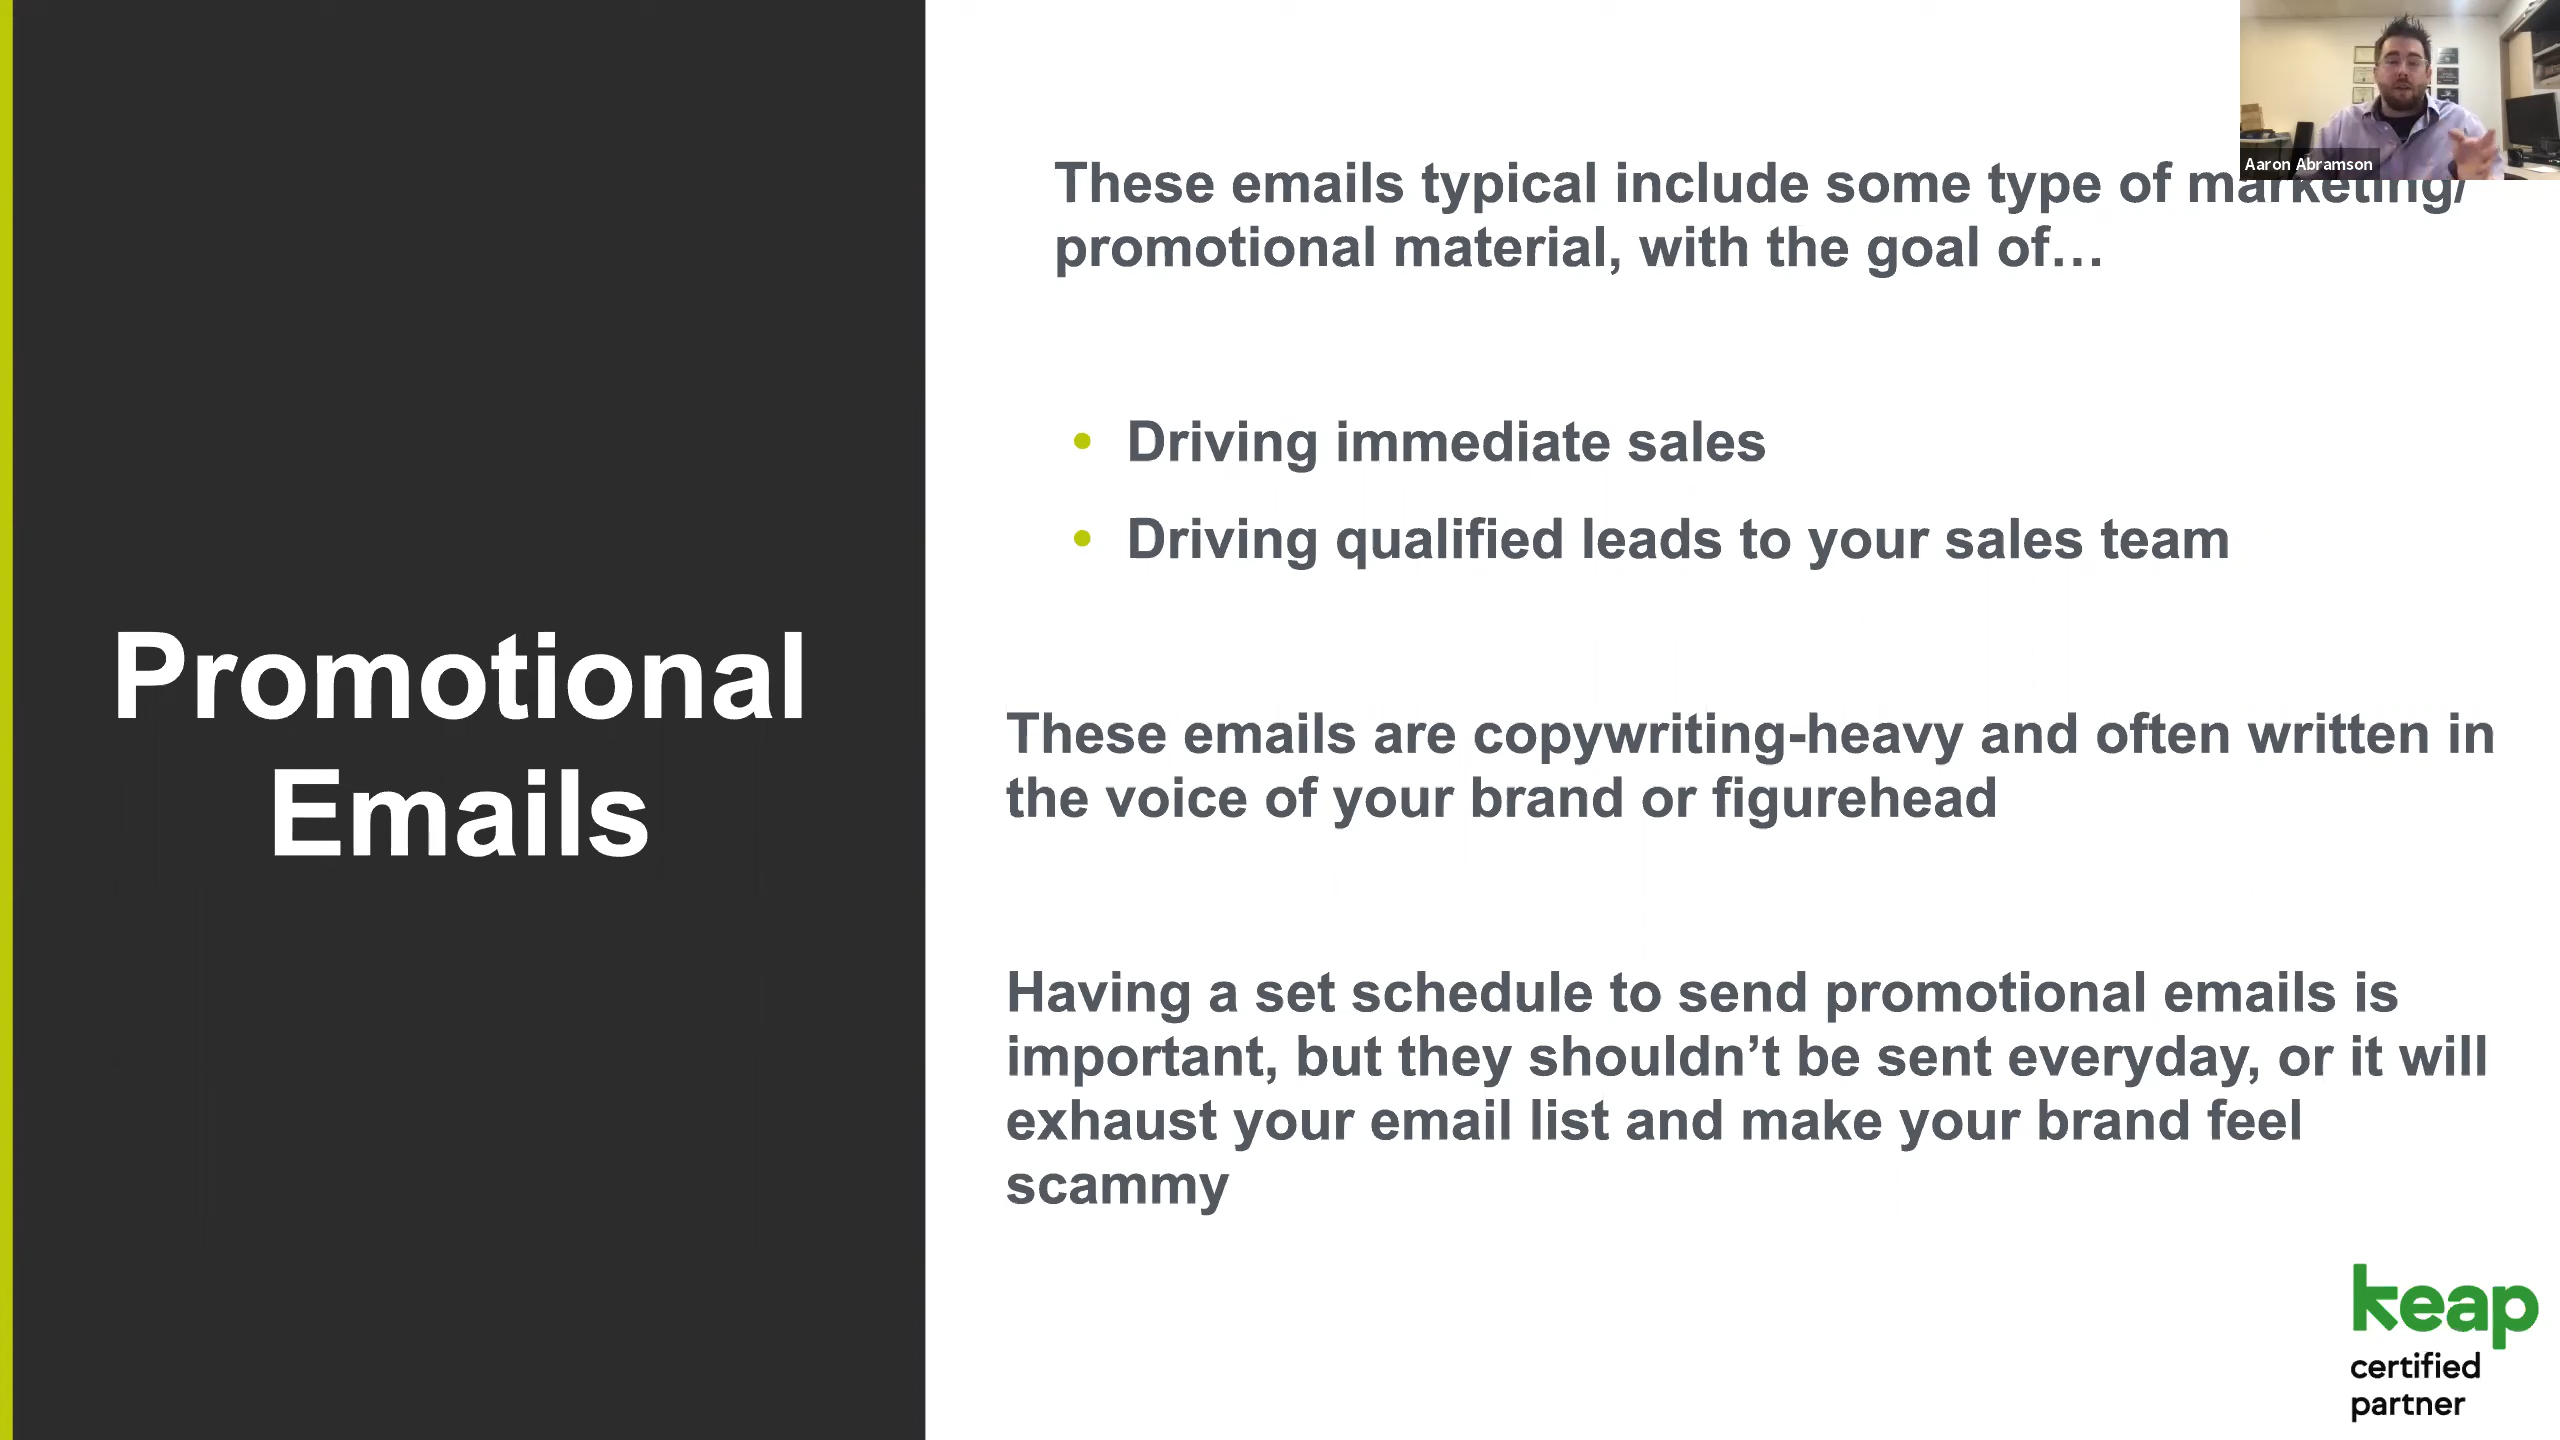 Promotional
Emails
Aaron Abramson
These emails typical include some type of marketing/
promotional material, with the goal of…
• Driving immediate sales
• Driving qualified leads to your sales team
These emails are copywriting-heavy and often written in
the voice of your brand or figurehead
Having a set schedule to send promotional emails is
important, but they shouldn’t be sent everyday, or it will
exhaust your email list and make your brand feel
scammy
keap
certified
partner